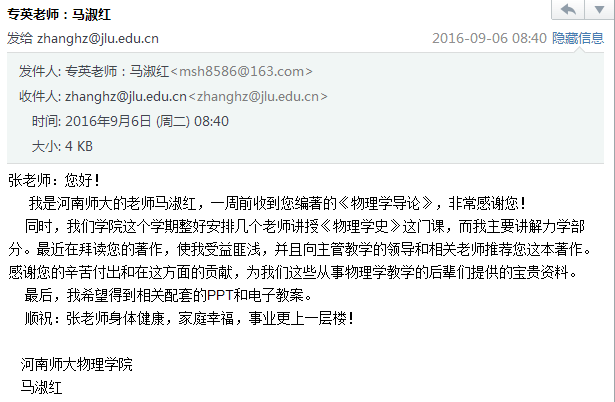 专英老师：马淑红
发给 zhanghz@jlu.edu.cn 2016-09-06 08:40 隐藏信息
发件人: 专英老师：马淑红<msh8586@163.com>
收件人: zhanghz@jlu.edu.cn<zhanghz@jlu.edu.cn>
时间: 2016年9月6日 (周二) 08:40
大小: 4 KB
张老师：您好！
我是河南师大的老师马淑红，一周前收到您编著的《物理学导论》，非常感谢您！
同时，我们学院这个学期整好安排几个老师讲授《物理学史》这门课，而我主要讲解力学部
分。最近在拜读您的著作，使我受益匪浅，并且向主管教学的领导和相关老师推荐您这本著作。
感谢您的辛苦付出和在这方面的贡献，为我们这些从事物理学教学的后辈们提供的宝贵资料。
最后，我希望得到相关配套的PPT和电子教案。
顺祝：张老师身体健康，家庭幸福，事业更上一层楼！
河南师大物理学院
马淑红